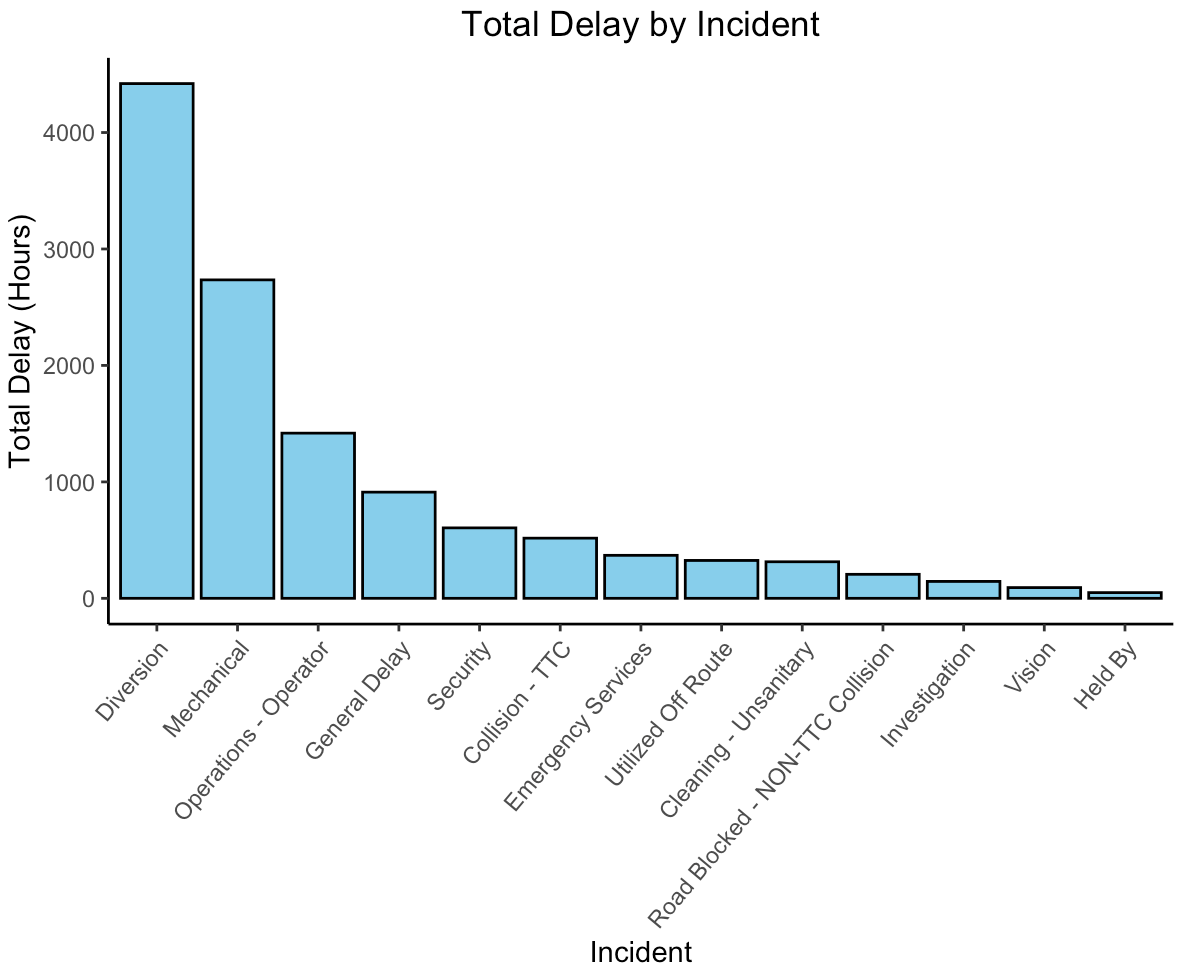 Total Delay by Incident
Total Delay (Hours)
4000
3000
2000
1000
0
Diversion
Mechanical
Operations - Operator
General Delay
Security
Collision - TTC
Emergency Services
Utilized Off Route
Cleaning - Unsanitary
Road Blocked - NON-TTC Collision
Investigation
Vision
Held By
Incident